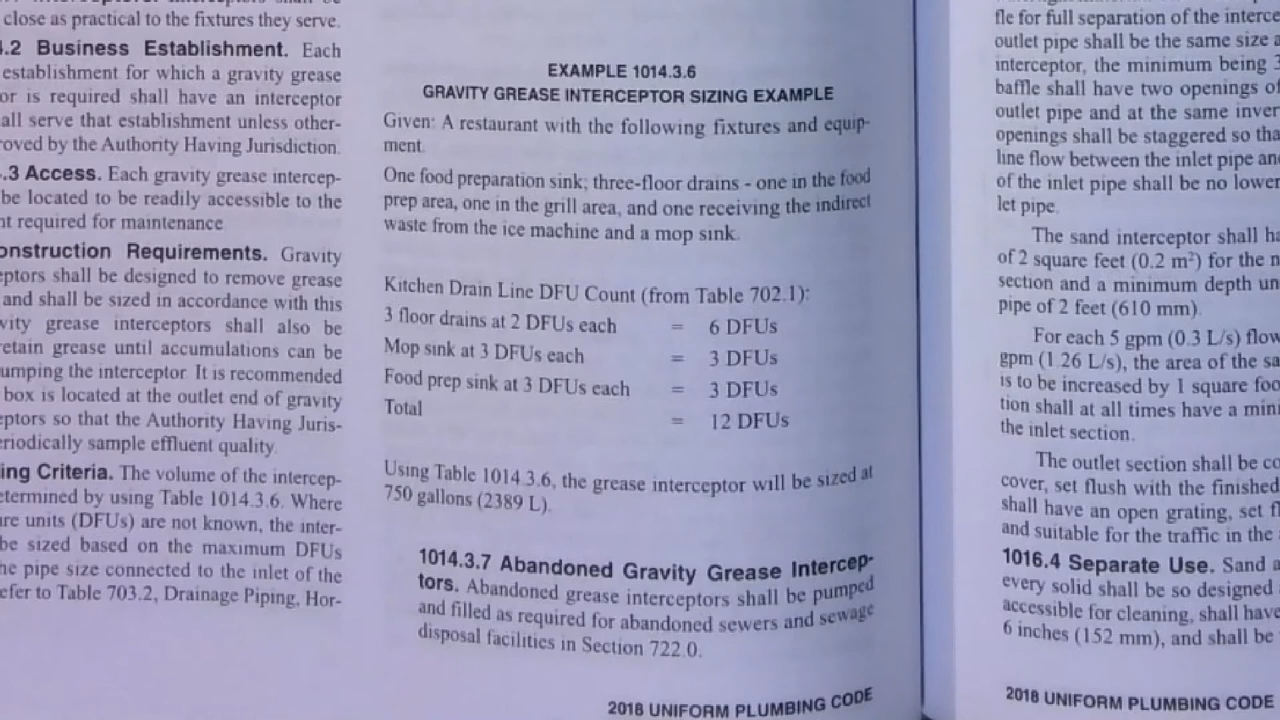 close as practical to the fixtures they serve.
4.2 Business Establishment. Each
establishment for which a gravity grease
or is required shall have an interceptor
all serve that establishment unless other-
roved by the Authority Having Jurisdiction.
.3 Access. Each gravity grease intercep-
be located to be readily accessible to the
nt required for maintenance
onstruction Requirements. Gravity
eptors shall be designed to remove grease
and shall be sized in accordance with this
vity grease interceptors shall also be
retain grease until accumulations can be
umping the interceptor. It is recommended
box is located at the outlet end of gravity
eptors so that the Authority Having Juris-
eriodically sample effluent quality.
ing Criteria. The volume of the intercep-
etermined by using Table 1014.3.6. Where
re units (DFUs) are not known, the inter-
be sized based on the maximum DFUs
he pipe size connected to the inlet of the
efer to Table 703.2, Drainage Piping, Hor-
EXAMPLE 1014.3.6
GRAVITY GREASE INTERCEPTOR SIZING EXAMPLE
Given: A restaurant with the following fixtures and equip-
ment.
One food preparation sink; three-floor drains - one in the food
prep area, one in the grill area, and one receiving the indirect
waste from the ice machine and a mop sink.
Kitchen Drain Line DFU Count (from Table 702.1):
3 floor drains at 2 DFUs each = 6 DFUs
Mop sink at 3 DFUs each = 3 DFUs
Food prep sink at 3 DFUs each = 3 DFUs
Total = 12 DFUs
Using Table 1014.3.6, the grease interceptor will be sized at
750 gallons (2389 L).
1014.3.7 Abandoned Gravity Grease Intercep-
tors. Abandoned grease interceptors shall be pumped
and filled as required for abandoned sewers and sewage
disposal facilities in Section 722.0.
2018 UNIFORM PLUMBING CODE
fle for full separation of the interce
outlet pipe shall be the same size a
interceptor, the minimum being 3
baffle shall have two openings of
outlet pipe and at the same inver
openings shall be staggered so tha
line flow between the inlet pipe an
of the inlet pipe shall be no lower
let pipe.
The sand interceptor shall ha
of 2 square feet (0.2 m²) for the n
section and a minimum depth un
pipe of 2 feet (610 mm).
For each 5 gpm (0.3 L/s) flow
gpm (1.26 L/s), the area of the sa
is to be increased by 1 square foo
tion shall at all times have a mini
the inlet section.
The outlet section shall be co
cover, set flush with the finished
shall have an open grating, set fl
and suitable for the traffic in the
1016.4 Separate Use. Sand a
every solid shall be so designed
accessible for cleaning, shall have
6 inches (152 mm), and shall be
2018 UNIFORM PLUMBING CODE